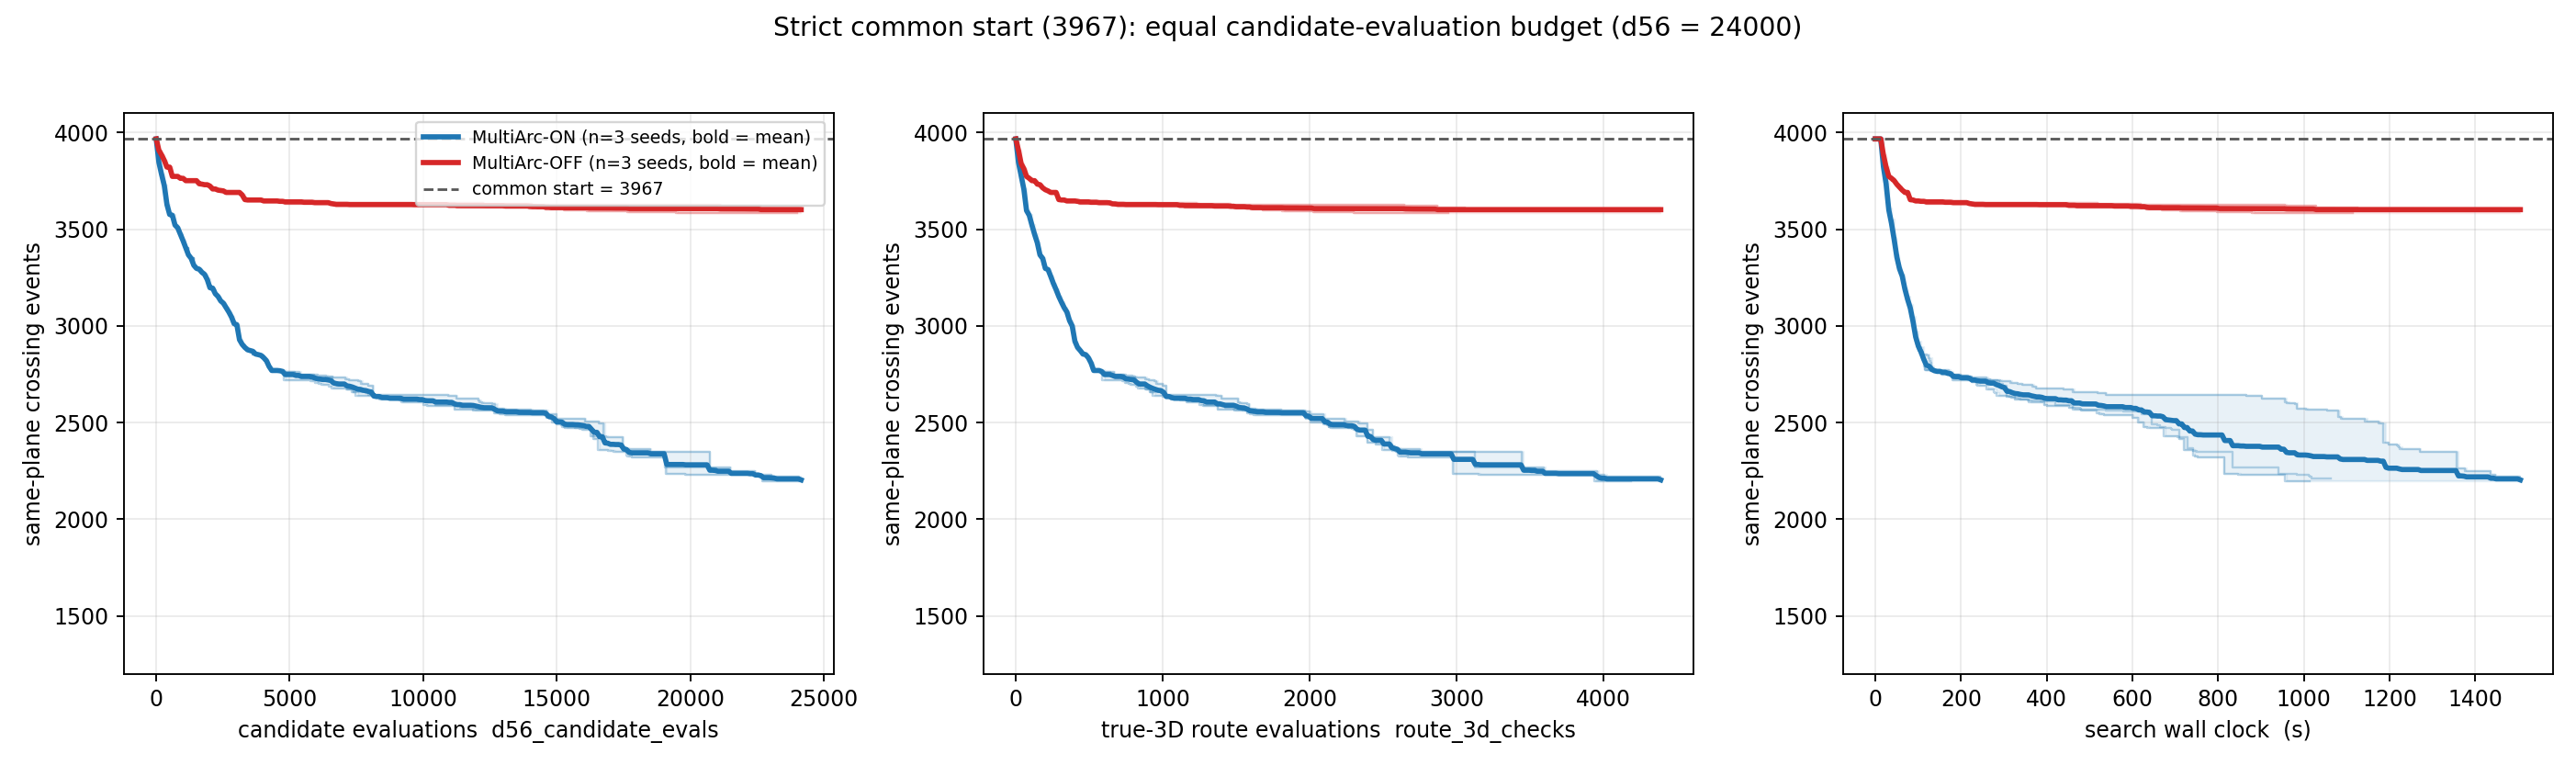 Strict common start (3967): equal candidate-evaluation budget (d56 = 24000)
same-plane crossing events
4000
3500
3000
2500
2000
1500
MultiArc-ON (n=3 seeds, bold = mean)
MultiArc-OFF (n=3 seeds, bold = mean)
common start = 3967
0 5000 10000 15000 20000 25000
candidate evaluations d56_candidate_evals
same-plane crossing events
4000
3500
3000
2500
2000
1500
0 1000 2000 3000 4000
true-3D route evaluations route_3d_checks
same-plane crossing events
4000
3500
3000
2500
2000
1500
0 200 400 600 800 1000 1200 1400
search wall clock (s)